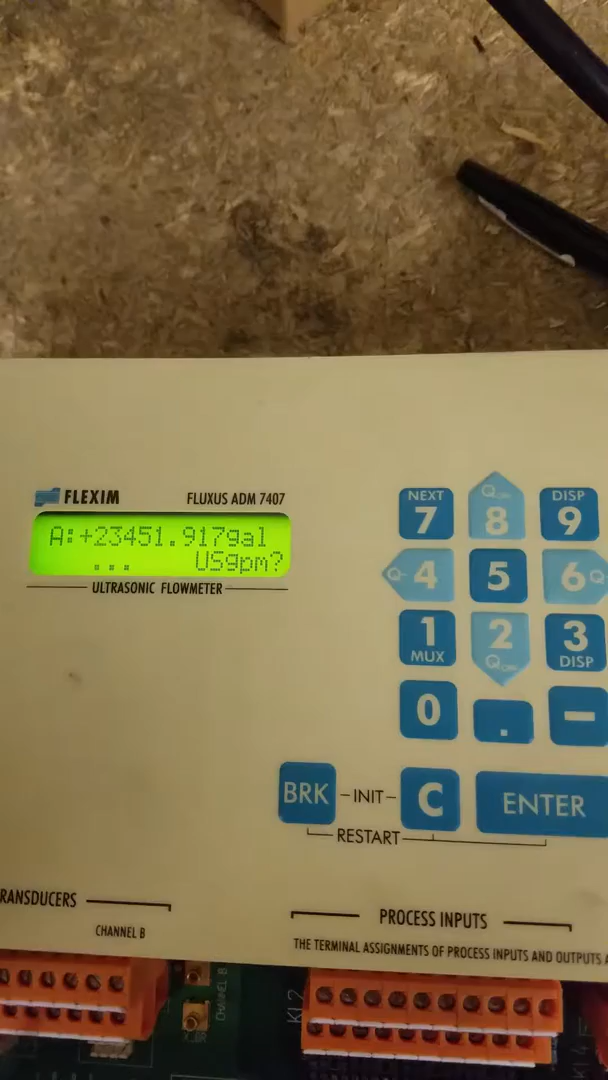 FLEXIM
FLUXUS ADM 7407
A:+23451.917gal
... USgpm?
ULTRASONIC FLOWMETER
NEXT
7
8
DISP
9
Q-
4
5
6
Q
1
MUX
2
3
DISP
0
.
-
BRK
INIT
C
ENTER
RESTART
RANSDUCERS
CHANNEL B
PROCESS INPUTS
THE TERMINAL ASSIGNMENTS OF PROCESS INPUTS AND OUTPUTS A
CHANNEL B
KL2